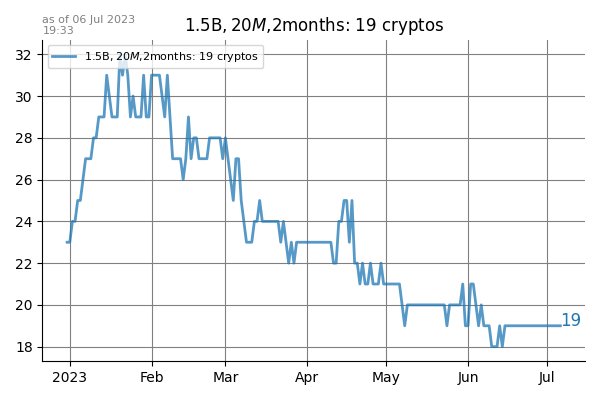 as of 06 Jul 2023
19:33
1.5B, 20M,2months: 19 cryptos
1.5B, 20M,2months: 19 cryptos
32
30
28
26
24
22
20
18
19
2023 Feb Mar Apr May Jun Jul